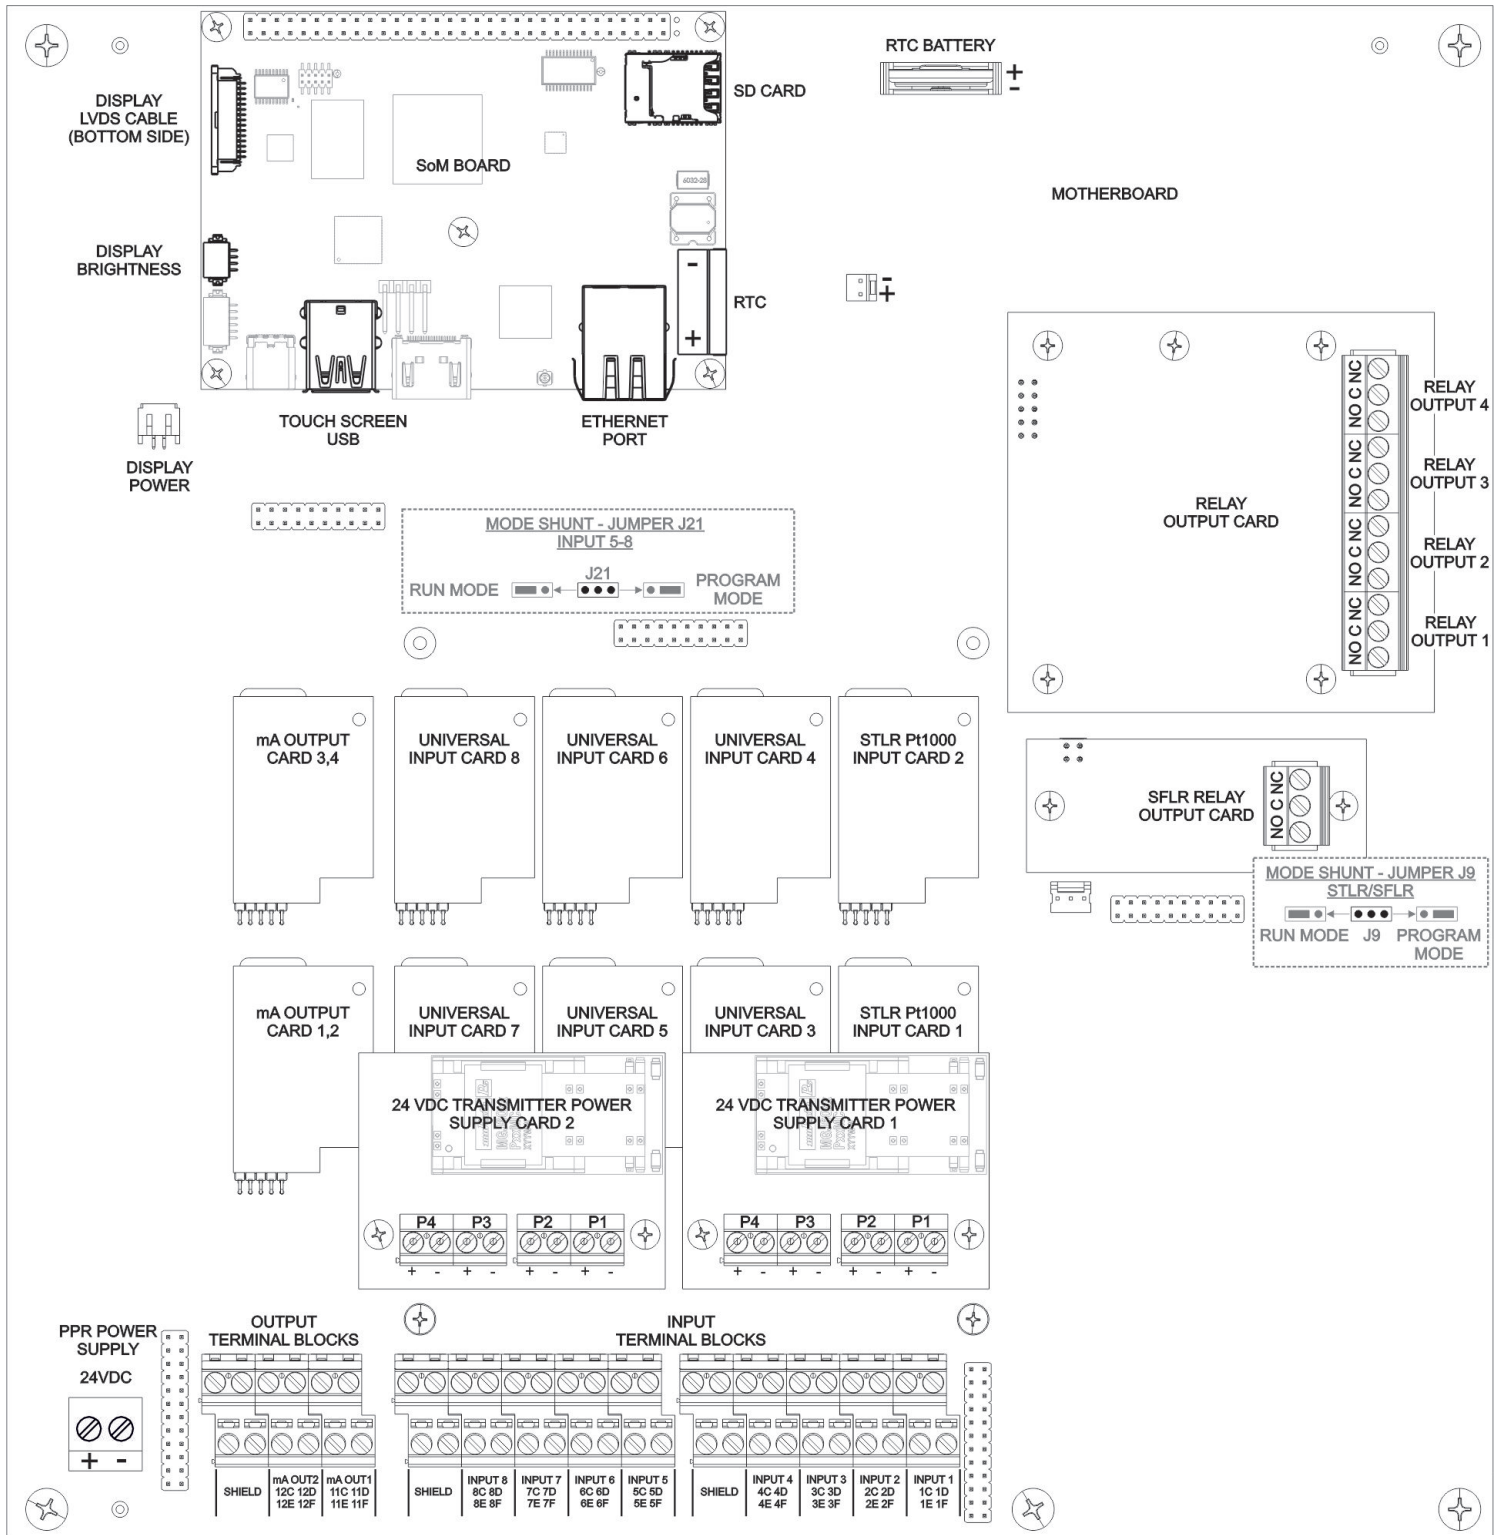 RTC BATTERY
+
-
DISPLAY
LVDS CABLE
(BOTTOM SIDE)
SD CARD
SoM BOARD
6032-28
MOTHERBOARD
DISPLAY
BRIGHTNESS
-
+
RTC
-
+
TOUCH SCREEN
USB
ETHERNET
PORT
DISPLAY
POWER
RELAY
OUTPUT CARD
NO C NC
RELAY
OUTPUT 4
NO C NC
RELAY
OUTPUT 3
NO C NC
RELAY
OUTPUT 2
NO C NC
RELAY
OUTPUT 1
MODE SHUNT - JUMPER J21
INPUT 5-8
RUN MODE
J21
PROGRAM
MODE
mA OUTPUT
CARD 3,4
UNIVERSAL
INPUT CARD 8
UNIVERSAL
INPUT CARD 6
UNIVERSAL
INPUT CARD 4
STLR Pt1000
INPUT CARD 2
SFLR RELAY
OUTPUT CARD
NO C NC
MODE SHUNT - JUMPER J9
STLR/SFLR
RUN MODE
J9
PROGRAM
MODE
mA OUTPUT
CARD 1,2
UNIVERSAL
INPUT CARD 7
UNIVERSAL
INPUT CARD 5
UNIVERSAL
INPUT CARD 3
STLR Pt1000
INPUT CARD 1
24 VDC TRANSMITTER POWER
SUPPLY CARD 2
24 VDC TRANSMITTER POWER
SUPPLY CARD 1
P4 P3 P2 P1
+ - + - + - + -
P4 P3 P2 P1
+ - + - + - + -
PPR POWER
SUPPLY
24VDC
+ -
OUTPUT
TERMINAL BLOCKS
INPUT
TERMINAL BLOCKS
SHIELD
mA OUT2
12C 12D
12E 12F
mA OUT1
11C 11D
11E 11F
SHIELD
INPUT 8
8C 8D
8E 8F
INPUT 7
7C 7D
7E 7F
INPUT 6
6C 6D
6E 6F
INPUT 5
5C 5D
5E 5F
SHIELD
INPUT 4
4C 4D
4E 4F
INPUT 3
3C 3D
3E 3F
INPUT 2
2C 2D
2E 2F
INPUT 1
1C 1D
1E 1F